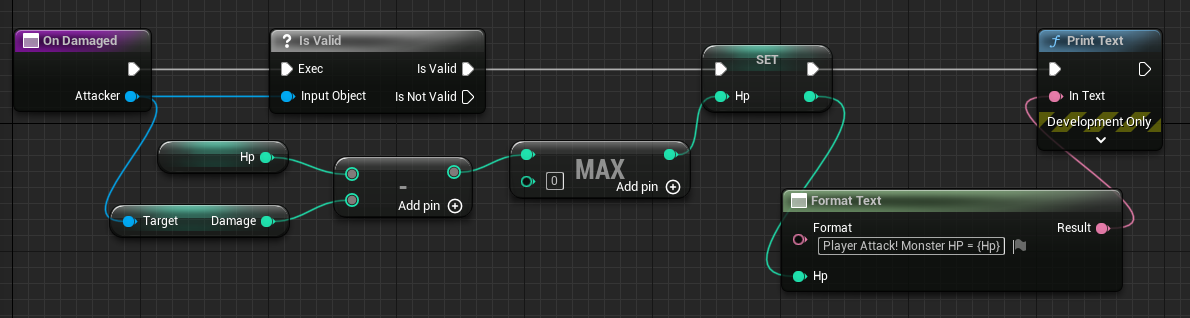 On Damaged
Attacker
? Is Valid
Exec
Is Valid
Input Object
Is Not Valid
SET
Hp
f Print Text
In Text
Development Only
Hp
-
Add pin +
Target
Damage
MAX
0
Add pin +
Format Text
Format
Player Attack! Monster HP = {Hp}
Result
Hp